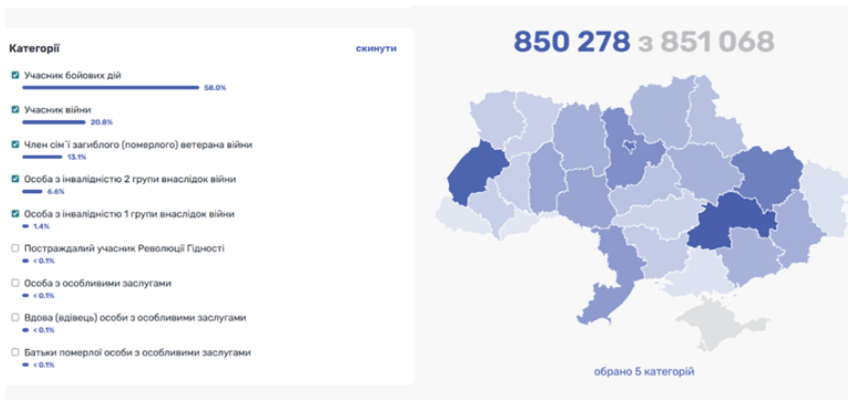 Категорії
скинути
Учасник бойових дій
58.0%
Учасник війни
20.8%
Член сім`ї загиблого (померлого) ветерана війни
13.1%
Особа з інвалідністю 2 групи внаслідок війни
6.6%
Особа з інвалідністю 1 групи внаслідок війни
1.4%
Постраждалий учасник Революції Гідності
< 0.1%
Особа з особливими заслугами
< 0.1%
Вдова (вдівець) особи з особливими заслугами
< 0.1%
Батьки померлої особи з особливими заслугами
< 0.1%
850 278 з 851 068
обрано 5 категорій